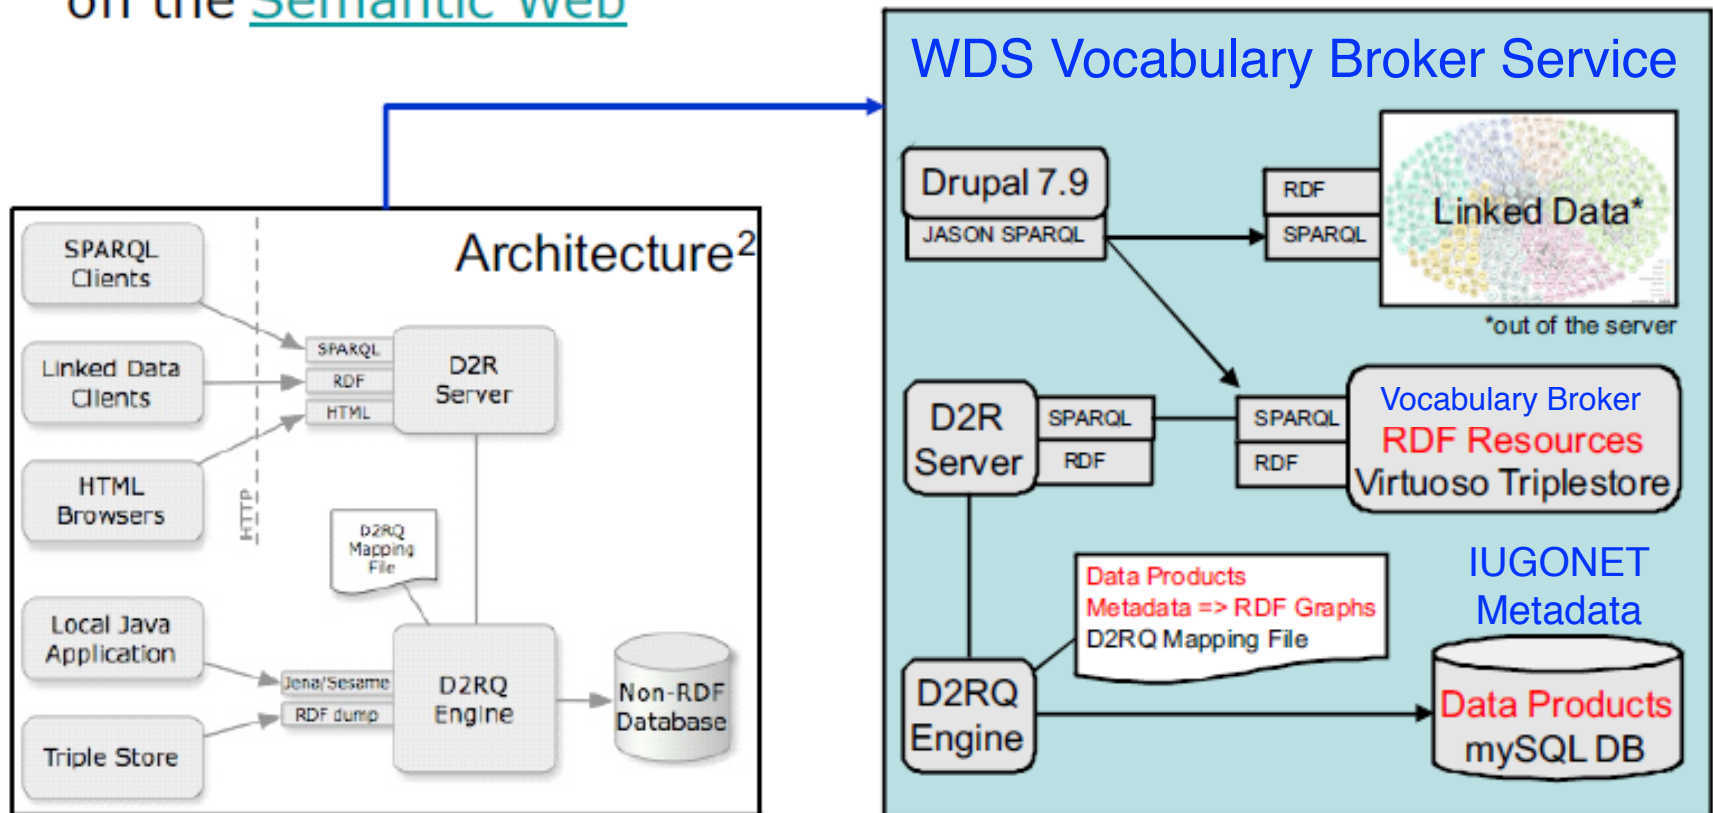 on the Semantic Web
Architecture2
SPARQL
Clients
Linked Data
Clients
HTML
Browsers
HTTP
SPARQL
RDF
HTML
D2R
Server
D2RQ
Mapping
File
Local Java
Application
Triple Store
Jena/Sesame
RDF dump
D2RQ
Engine
Non-RDF
Database
WDS Vocabulary Broker Service
Drupal 7.9
JASON SPARQL
RDF
SPARQL
Linked Data*
*out of the server
D2R
Server
SPARQL
RDF
SPARQL
RDF
Vocabulary Broker
RDF Resources
Virtuoso Triplestore
Data Products
Metadata => RDF Graphs
D2RQ Mapping File
IUGONET
Metadata
D2RQ
Engine
Data Products
mySQL DB